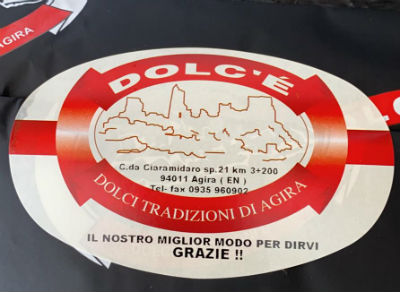 AGIRA
DOLC'É
C.da Ciaramidaro sp.21 km 3+200
94011 Agira ( EN )
Tel- fax 0935 960902
DOLCI TRADIZIONI DI AGIRA
IL NOSTRO MIGLIOR MODO PER DIRVI
GRAZIE !!